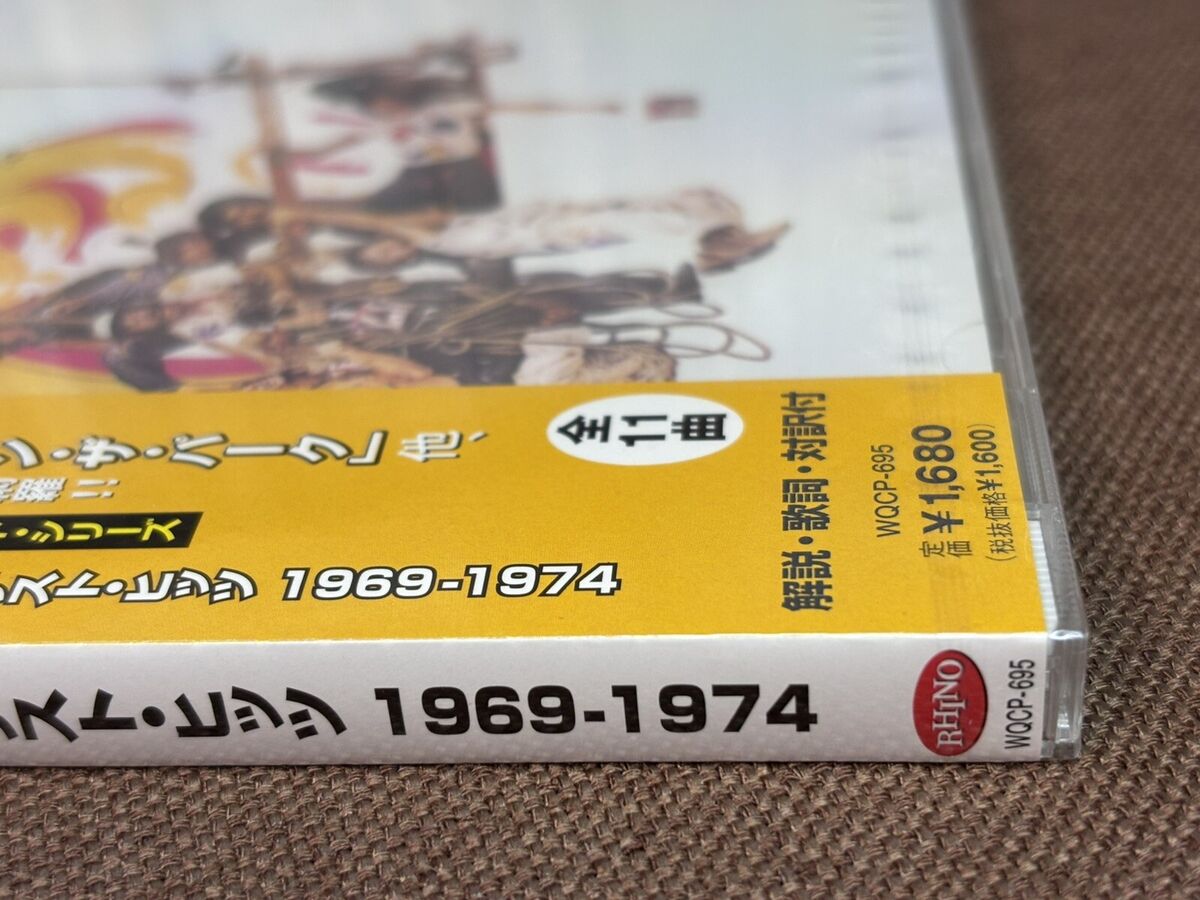 ン・ザ・パーク」他、
羅!!
ト・シリーズ
スト・ヒッツ 1969-1974
全11曲
解説・歌詞・対訳付
WQCP-695
定価¥1,680
(税抜価格¥1,600)
スト・ヒッツ 1969-1974
RHINO
WQCP-695